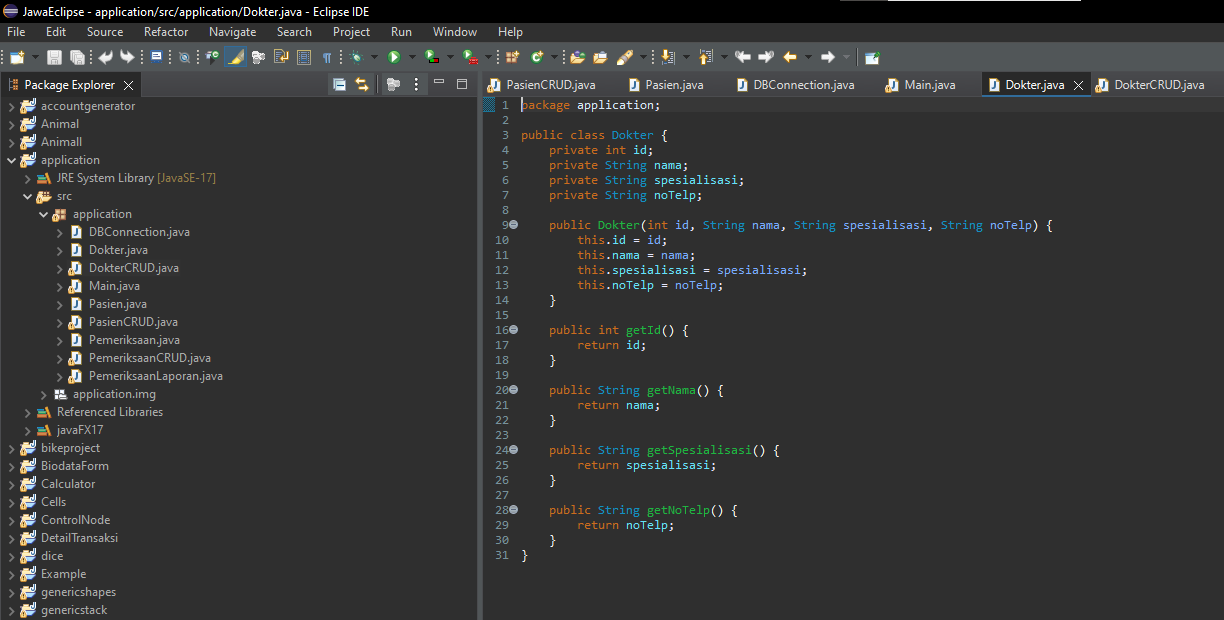 JawaEclipse - application/src/application/Dokter.java - Eclipse IDE
File Edit Source Refactor Navigate Search Project Run Window Help
Package Explorer
accountgenerator
Animal
Animall
application
JRE System Library [JavaSE-17]
src
application
DBConnection.java
Dokter.java
DokterCRUD.java
Main.java
Pasien.java
PasienCRUD.java
Pemeriksaan.java
PemeriksaanCRUD.java
PemeriksaanLaporan.java
application.img
Referenced Libraries
javaFX17
bikeproject
BiodataForm
Calculator
Cells
ControlNode
DetailTransaksi
dice
Example
genericshapes
genericstack
PasienCRUD.java Pasien.java DBConnection.java Main.java Dokter.java DokterCRUD.java
1 package application;
2
3 public class Dokter {
4     private int id;
5     private String nama;
6     private String spesialisasi;
7     private String noTelp;
8
9     public Dokter(int id, String nama, String spesialisasi, String noTelp) {
10         this.id = id;
11         this.nama = nama;
12         this.spesialisasi = spesialisasi;
13         this.noTelp = noTelp;
14     }
15
16     public int getId() {
17         return id;
18     }
19
20     public String getNama() {
21         return nama;
22     }
23
24     public String getSpesialisasi() {
25         return spesialisasi;
26     }
27
28     public String getNoTelp() {
29         return noTelp;
30     }
31 }